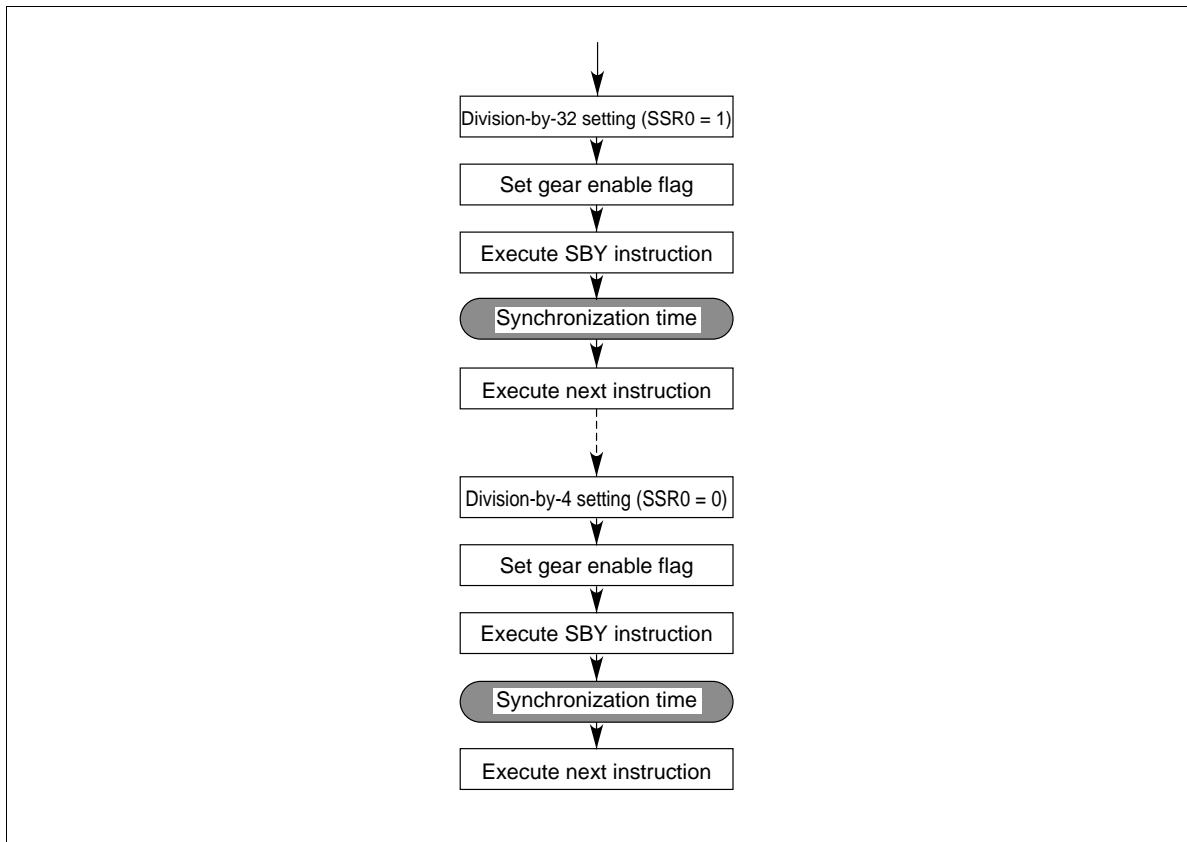 Division-by-32 setting (SSR0 = 1)
Set gear enable flag
Execute SBY instruction
Synchronization time
Execute next instruction
Division-by-4 setting (SSR0 = 0)
Set gear enable flag
Execute SBY instruction
Synchronization time
Execute next instruction